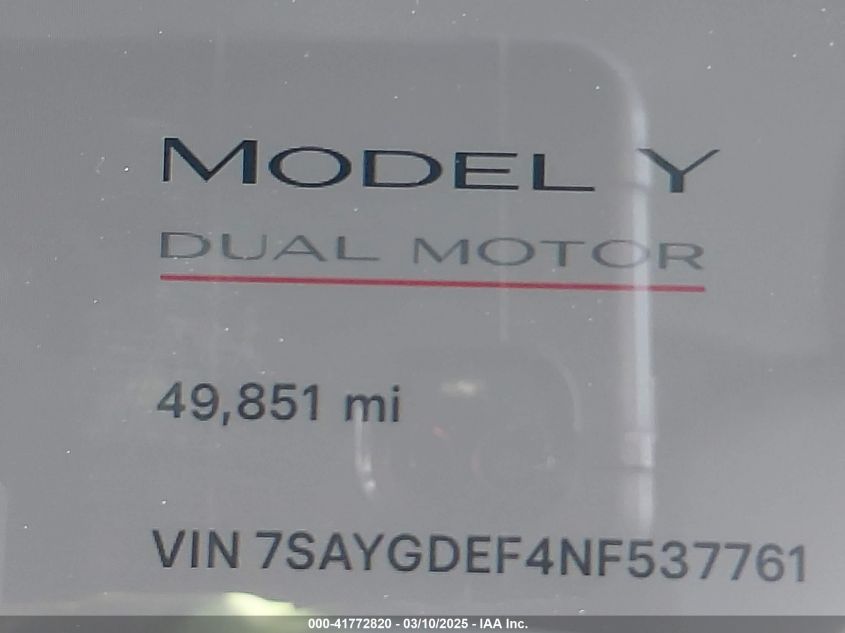 MODEL Y
DUAL MOTOR
49,851 mi
VIN 7SAYGDEF4NF537761
000-41772820 - 03/10/2025 - IAA Inc.